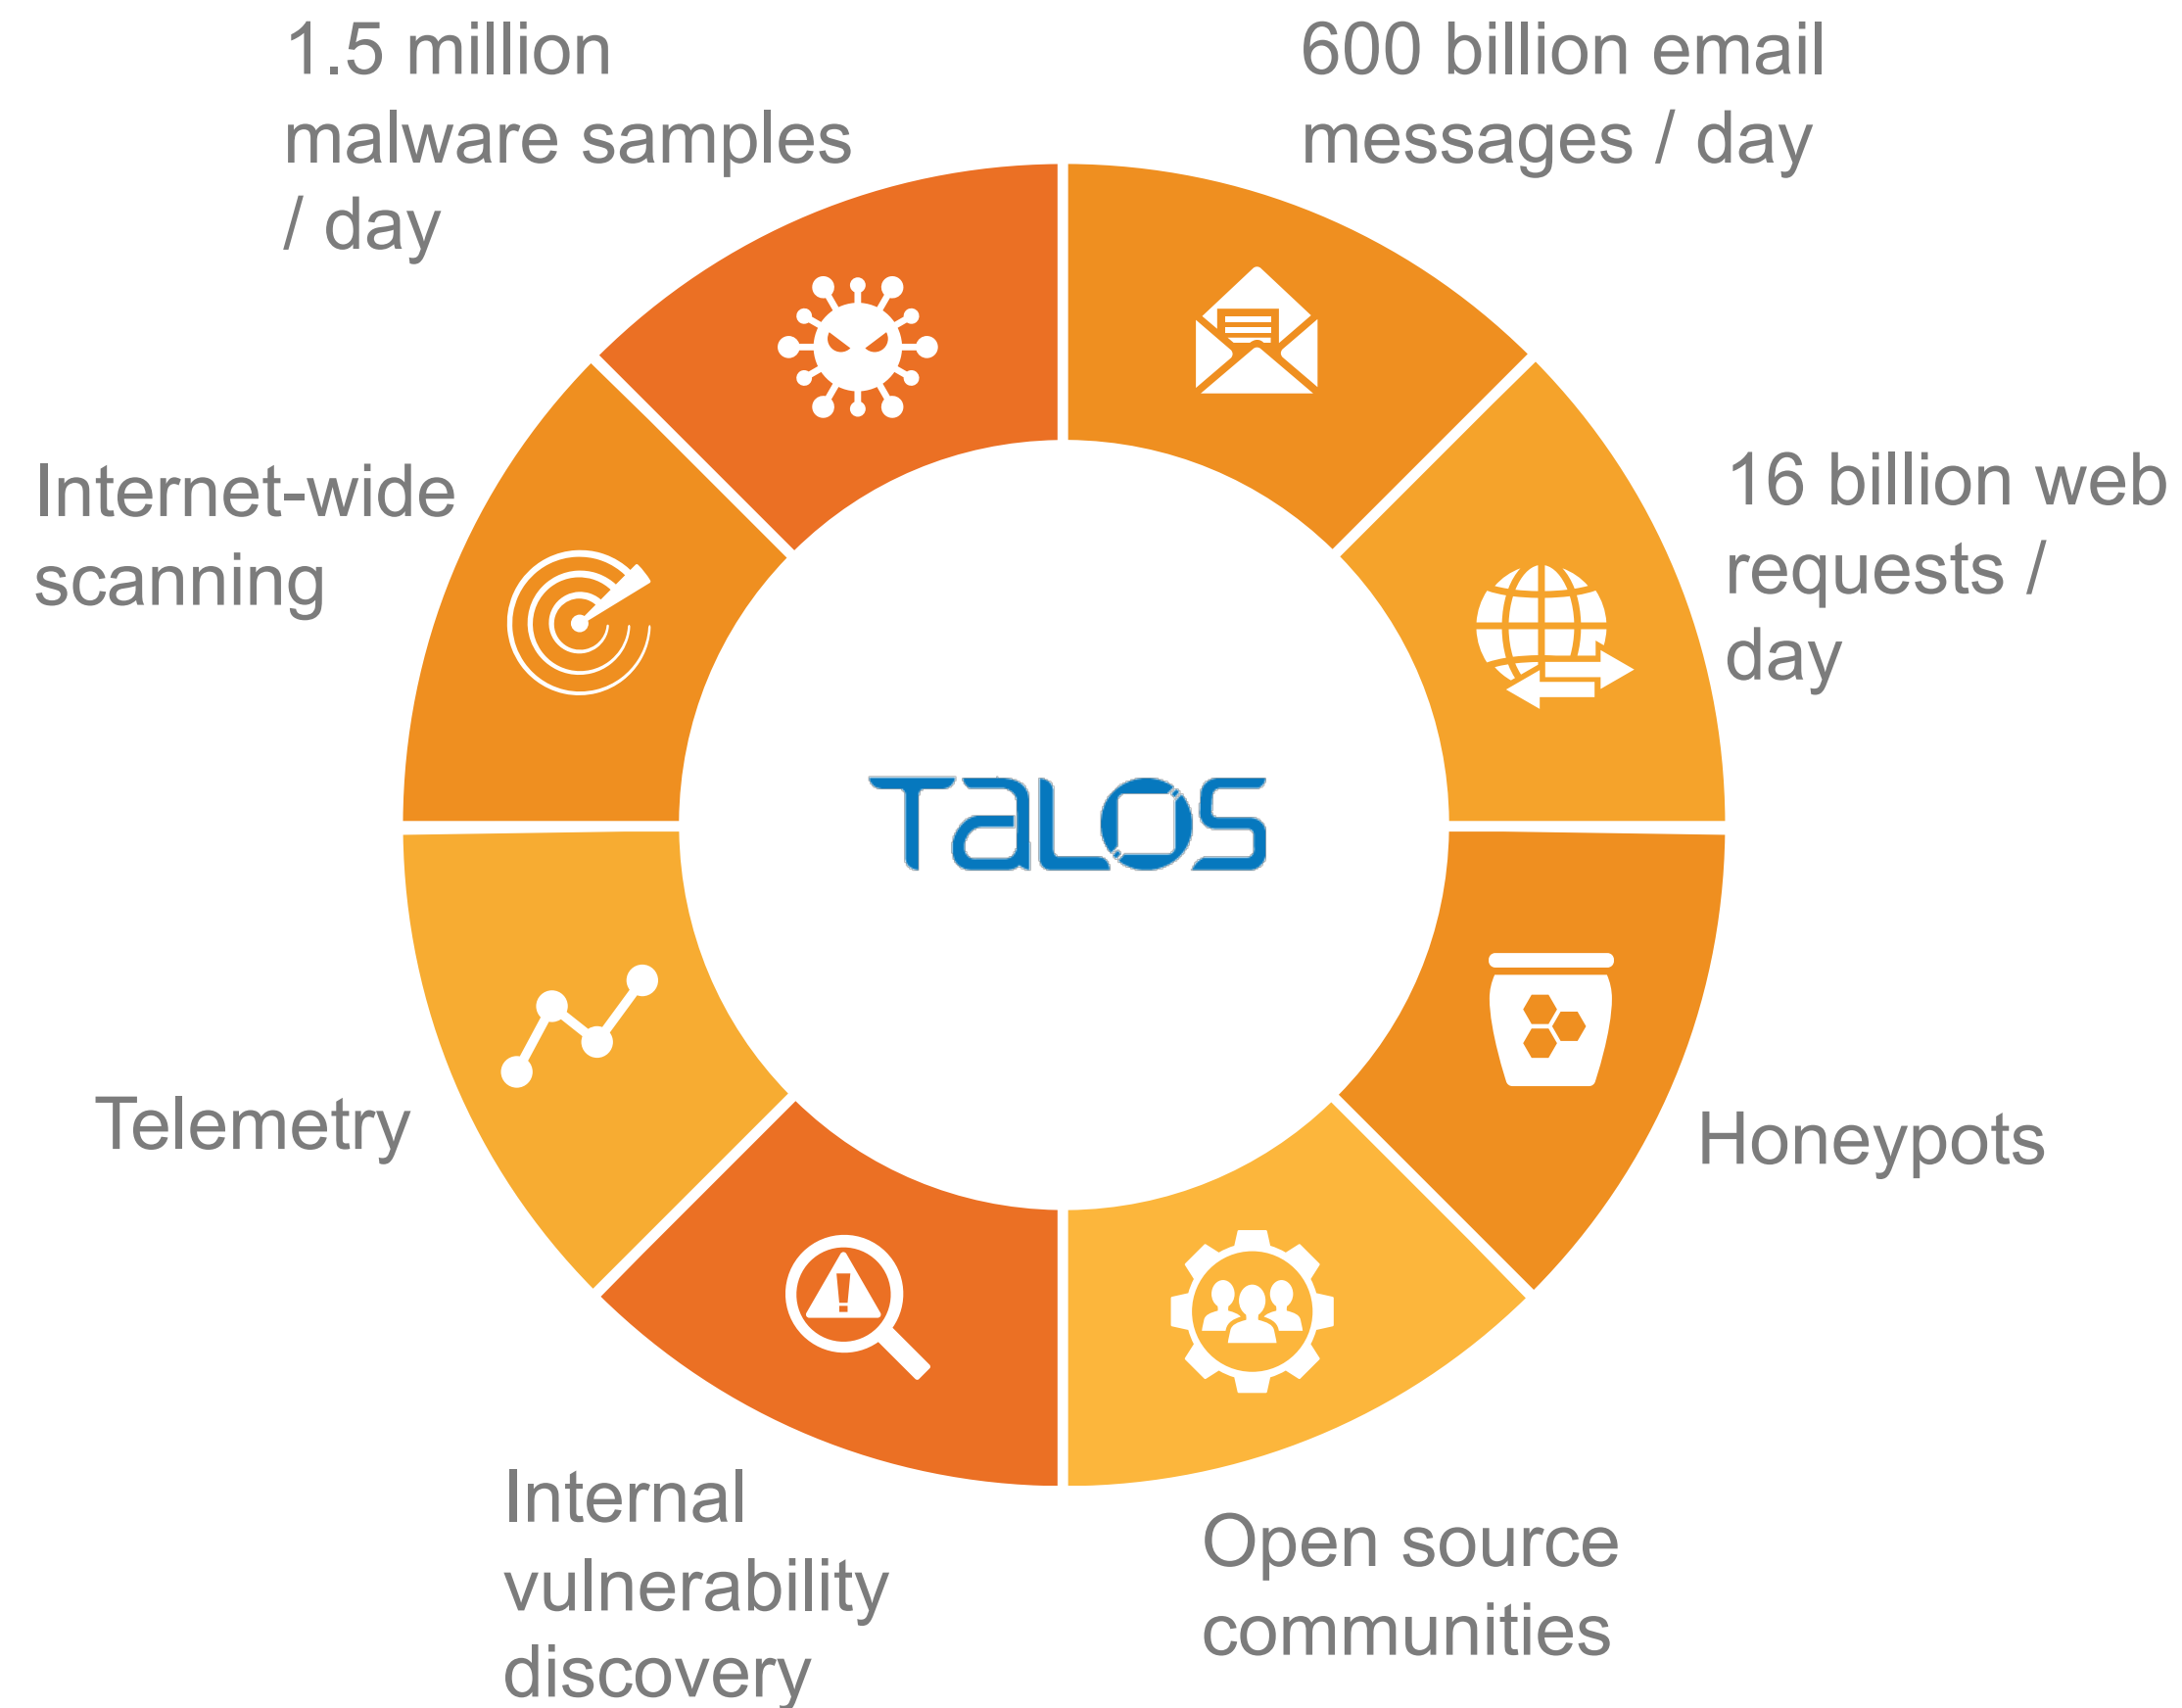 1.5 million
malware samples
/ day
600 billion email
messages / day
16 billion web
requests /
day
Internet-wide
scanning
TALOS
Telemetry
Honeypots
Internal
vulnerability
discovery
Open source
communities